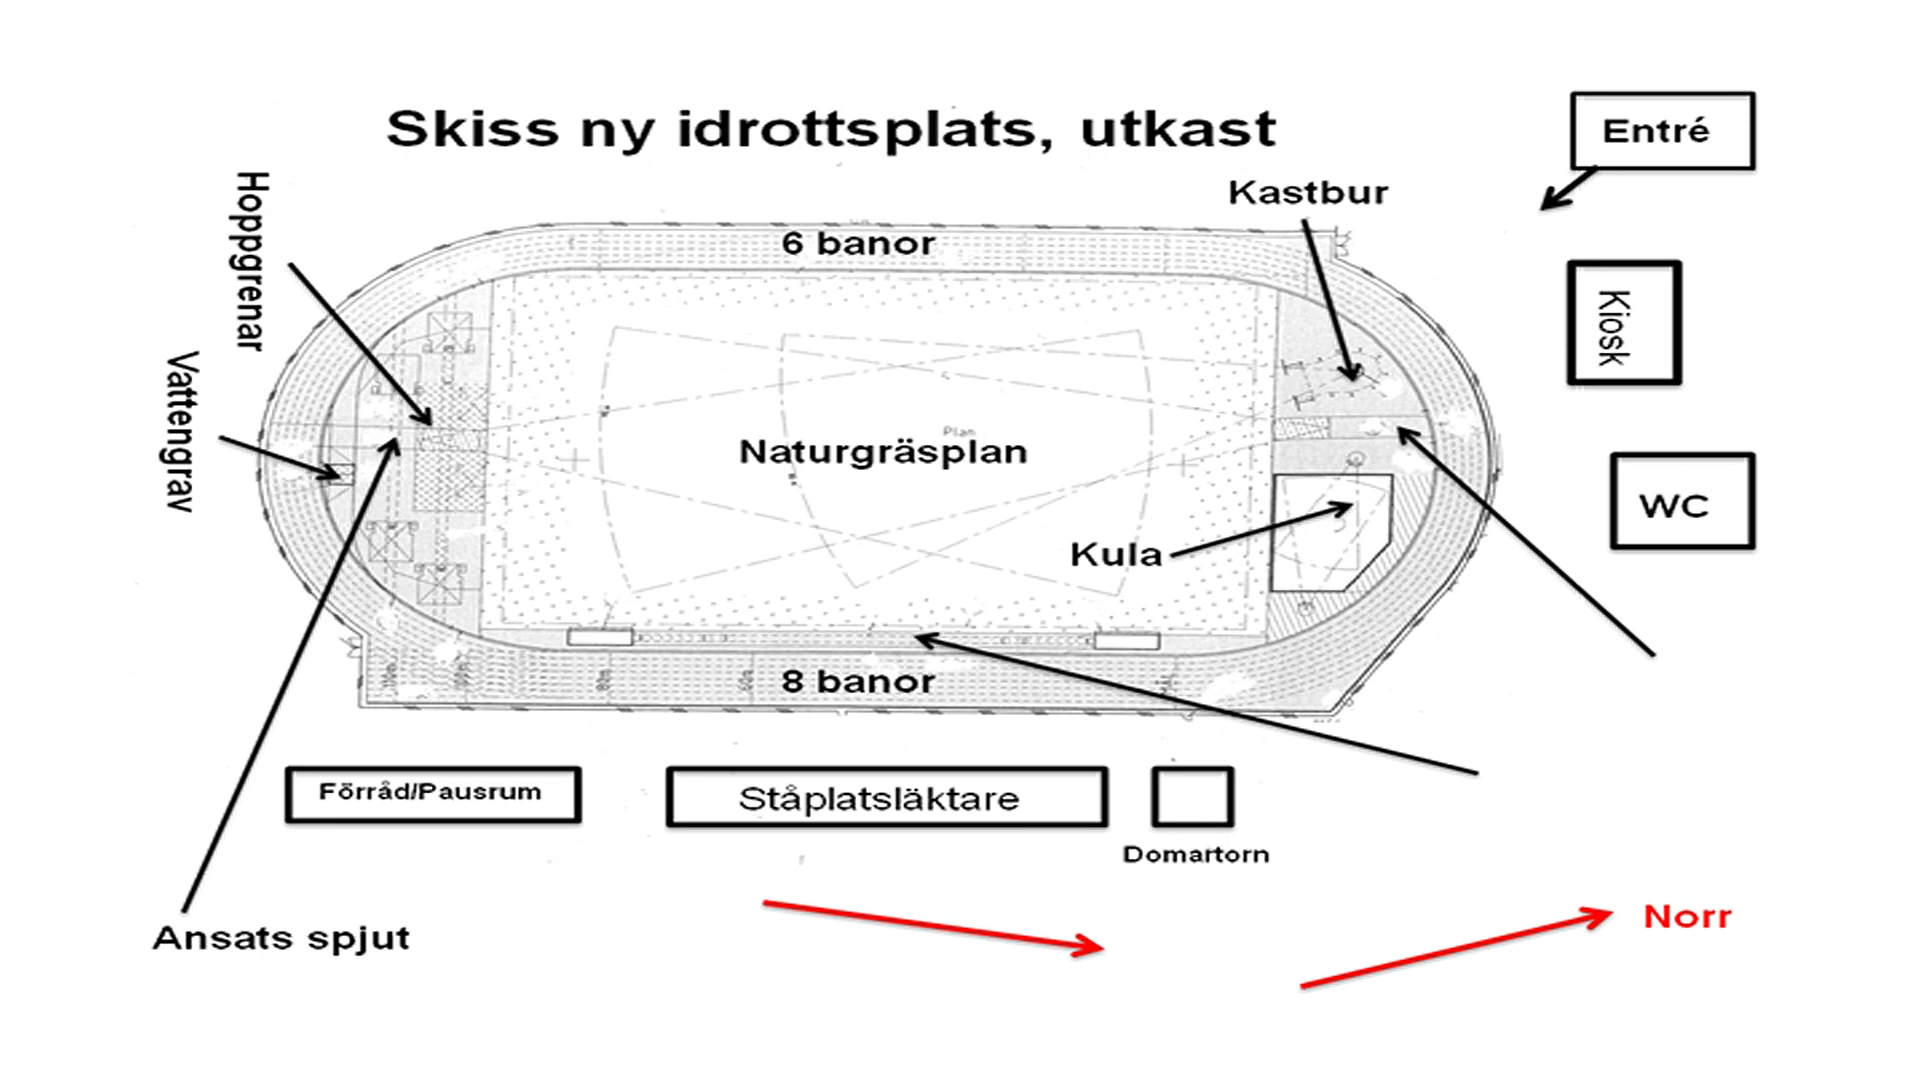 Skiss ny idrottsplats, utkast
Entré
Kastbur
Hoppgrenar
6 banor
Kiosk
Vattengrav
Plan
Naturgräsplan
WC
Kula
8 banor
Förråd/Pausrum
Ståplatsläktare
Domartorn
Norr
Ansats spjut